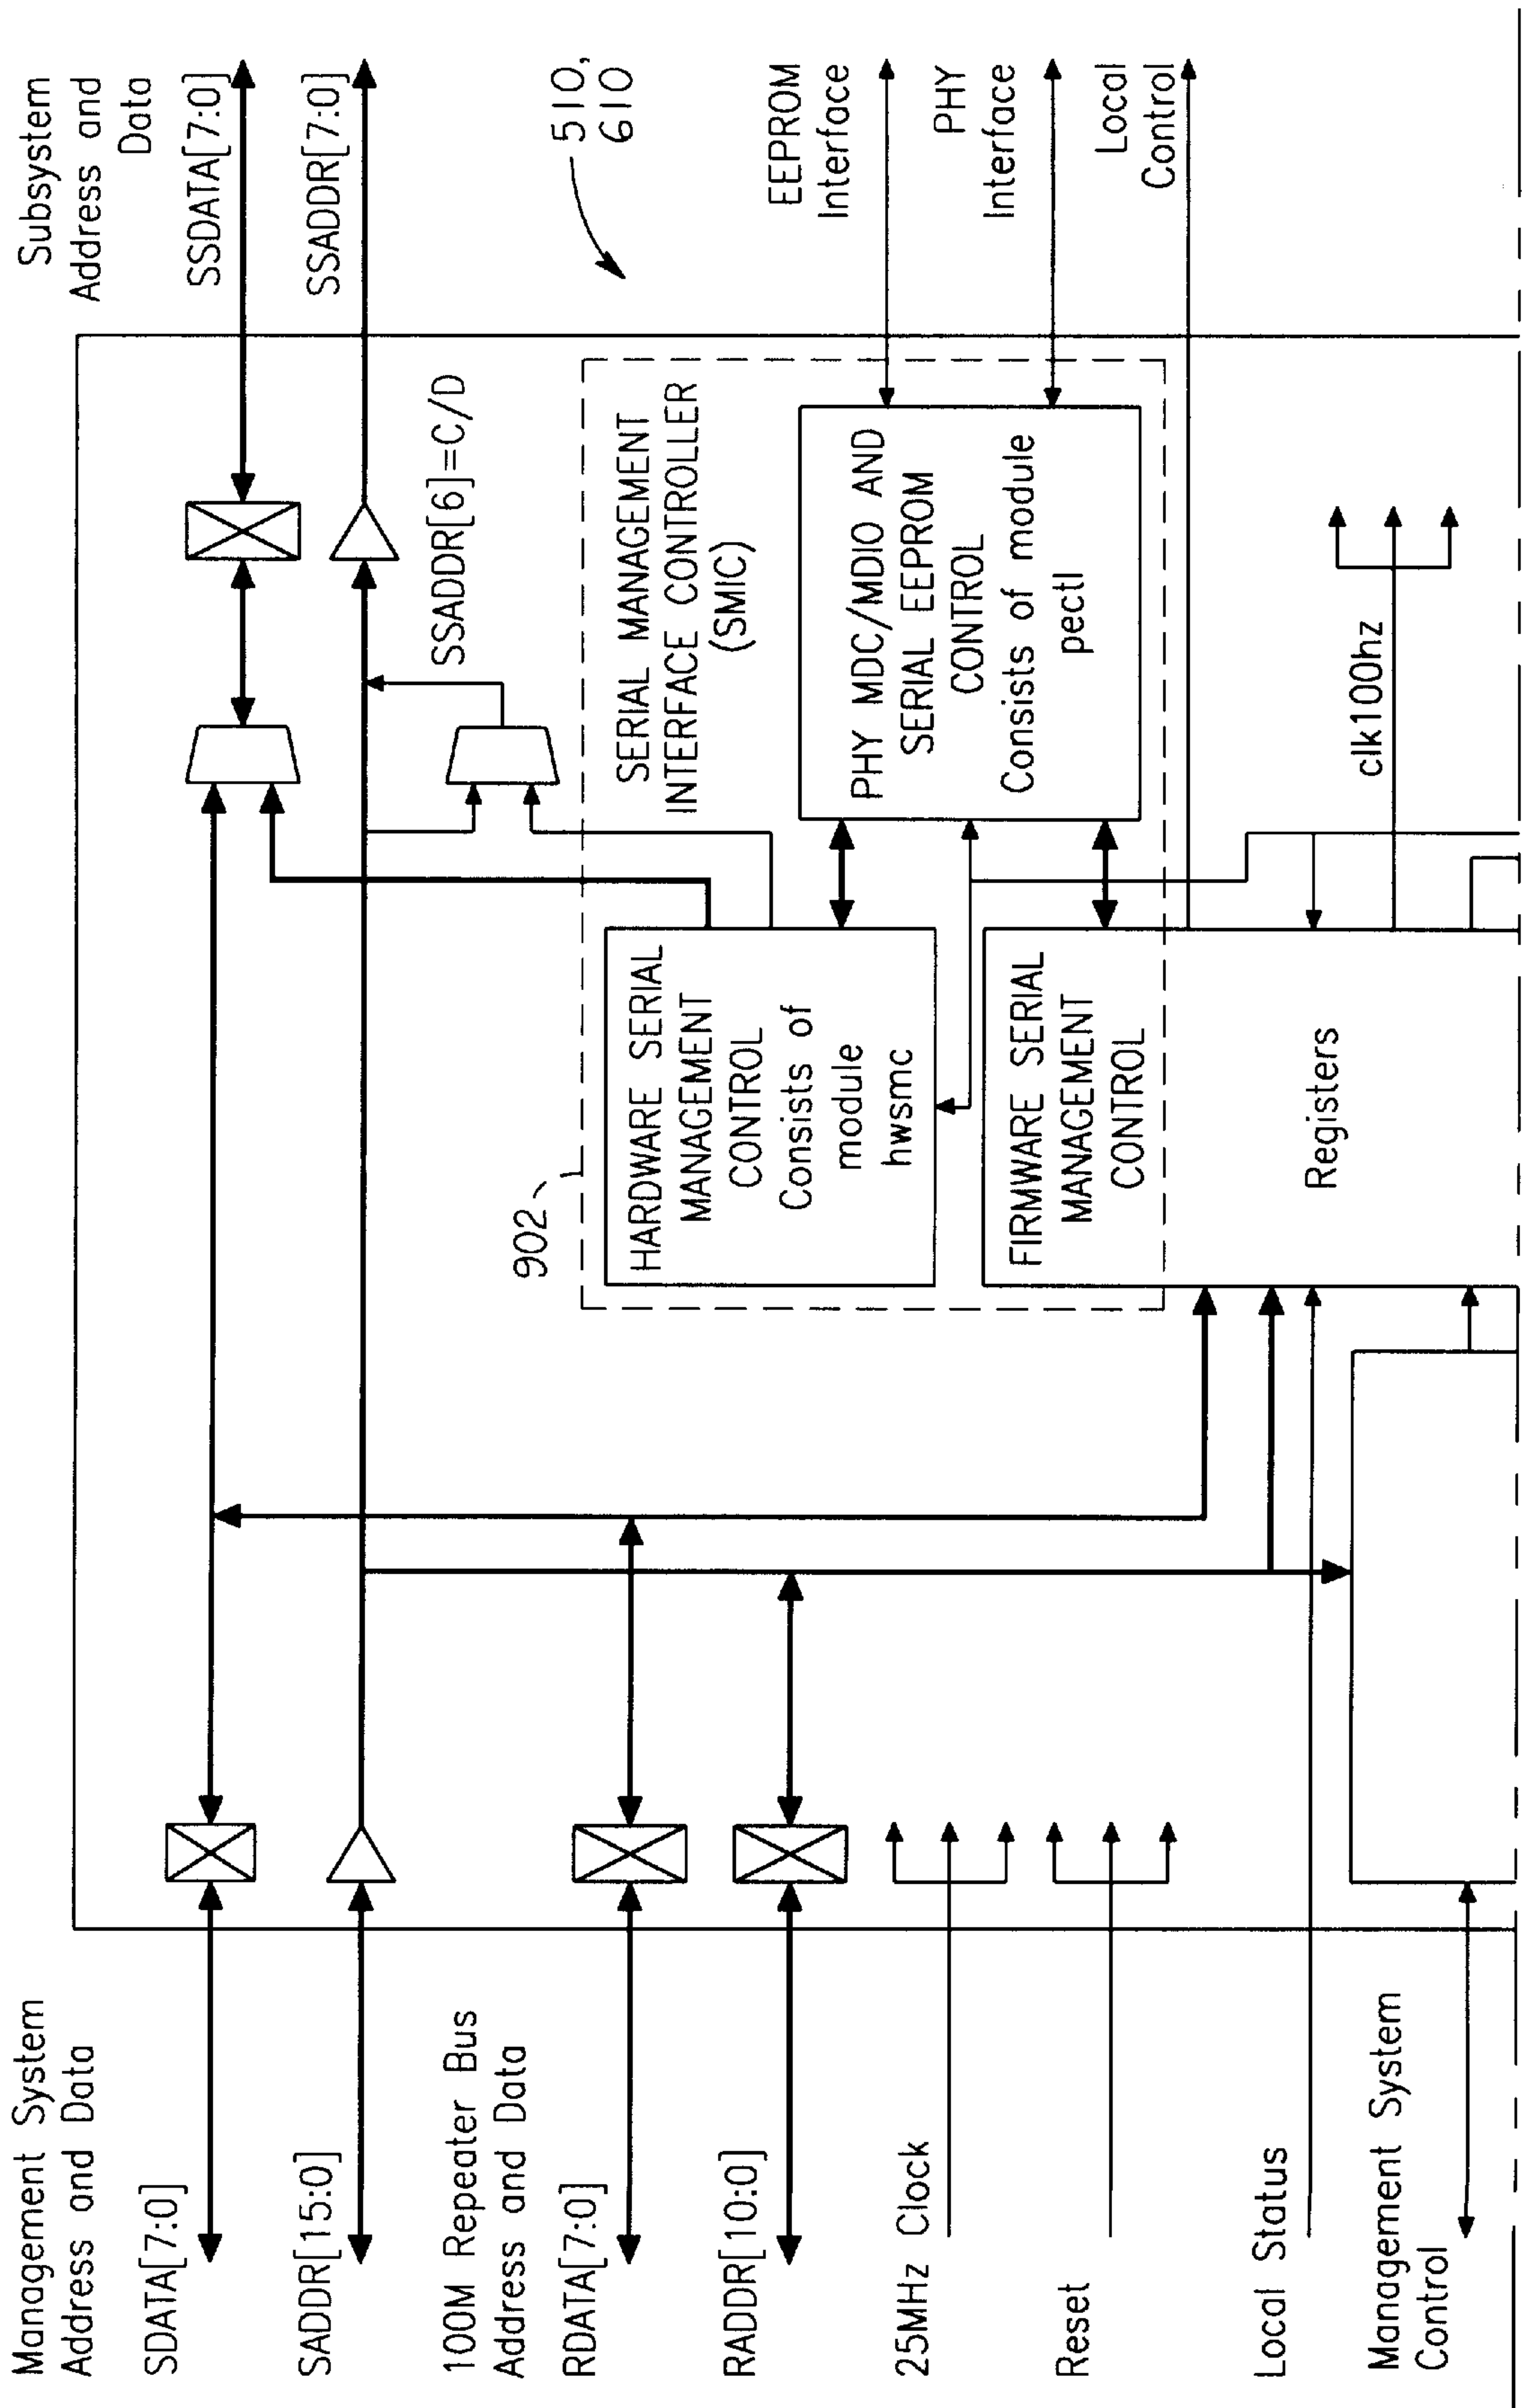 Management System
Address and Data
SDATA[7:0]
SADDR[15:0]
100M Repeater Bus
Address and Data
RDATA[7:0]
RADDR[10:0]
25MHz Clock
Reset
Local Status
Management System
Control
902
HARDWARE SERIAL
MANAGEMENT
CONTROL
Consists of
module
hwsmc
FIRMWARE SERIAL
MANAGEMENT
CONTROL
Registers
SSADDR[6]=C/D
SERIAL MANAGEMENT
INTERFACE CONTROLLER
(SMIC)
PHY MDC/MDIO AND
SERIAL EEPROM
CONTROL
Consists of module
pectl
clk100hz
Subsystem
Address and
Data
SSDATA[7:0]
SSADDR[7:0]
510,
610
EEPROM
Interface
PHY
Interface
Local
Control